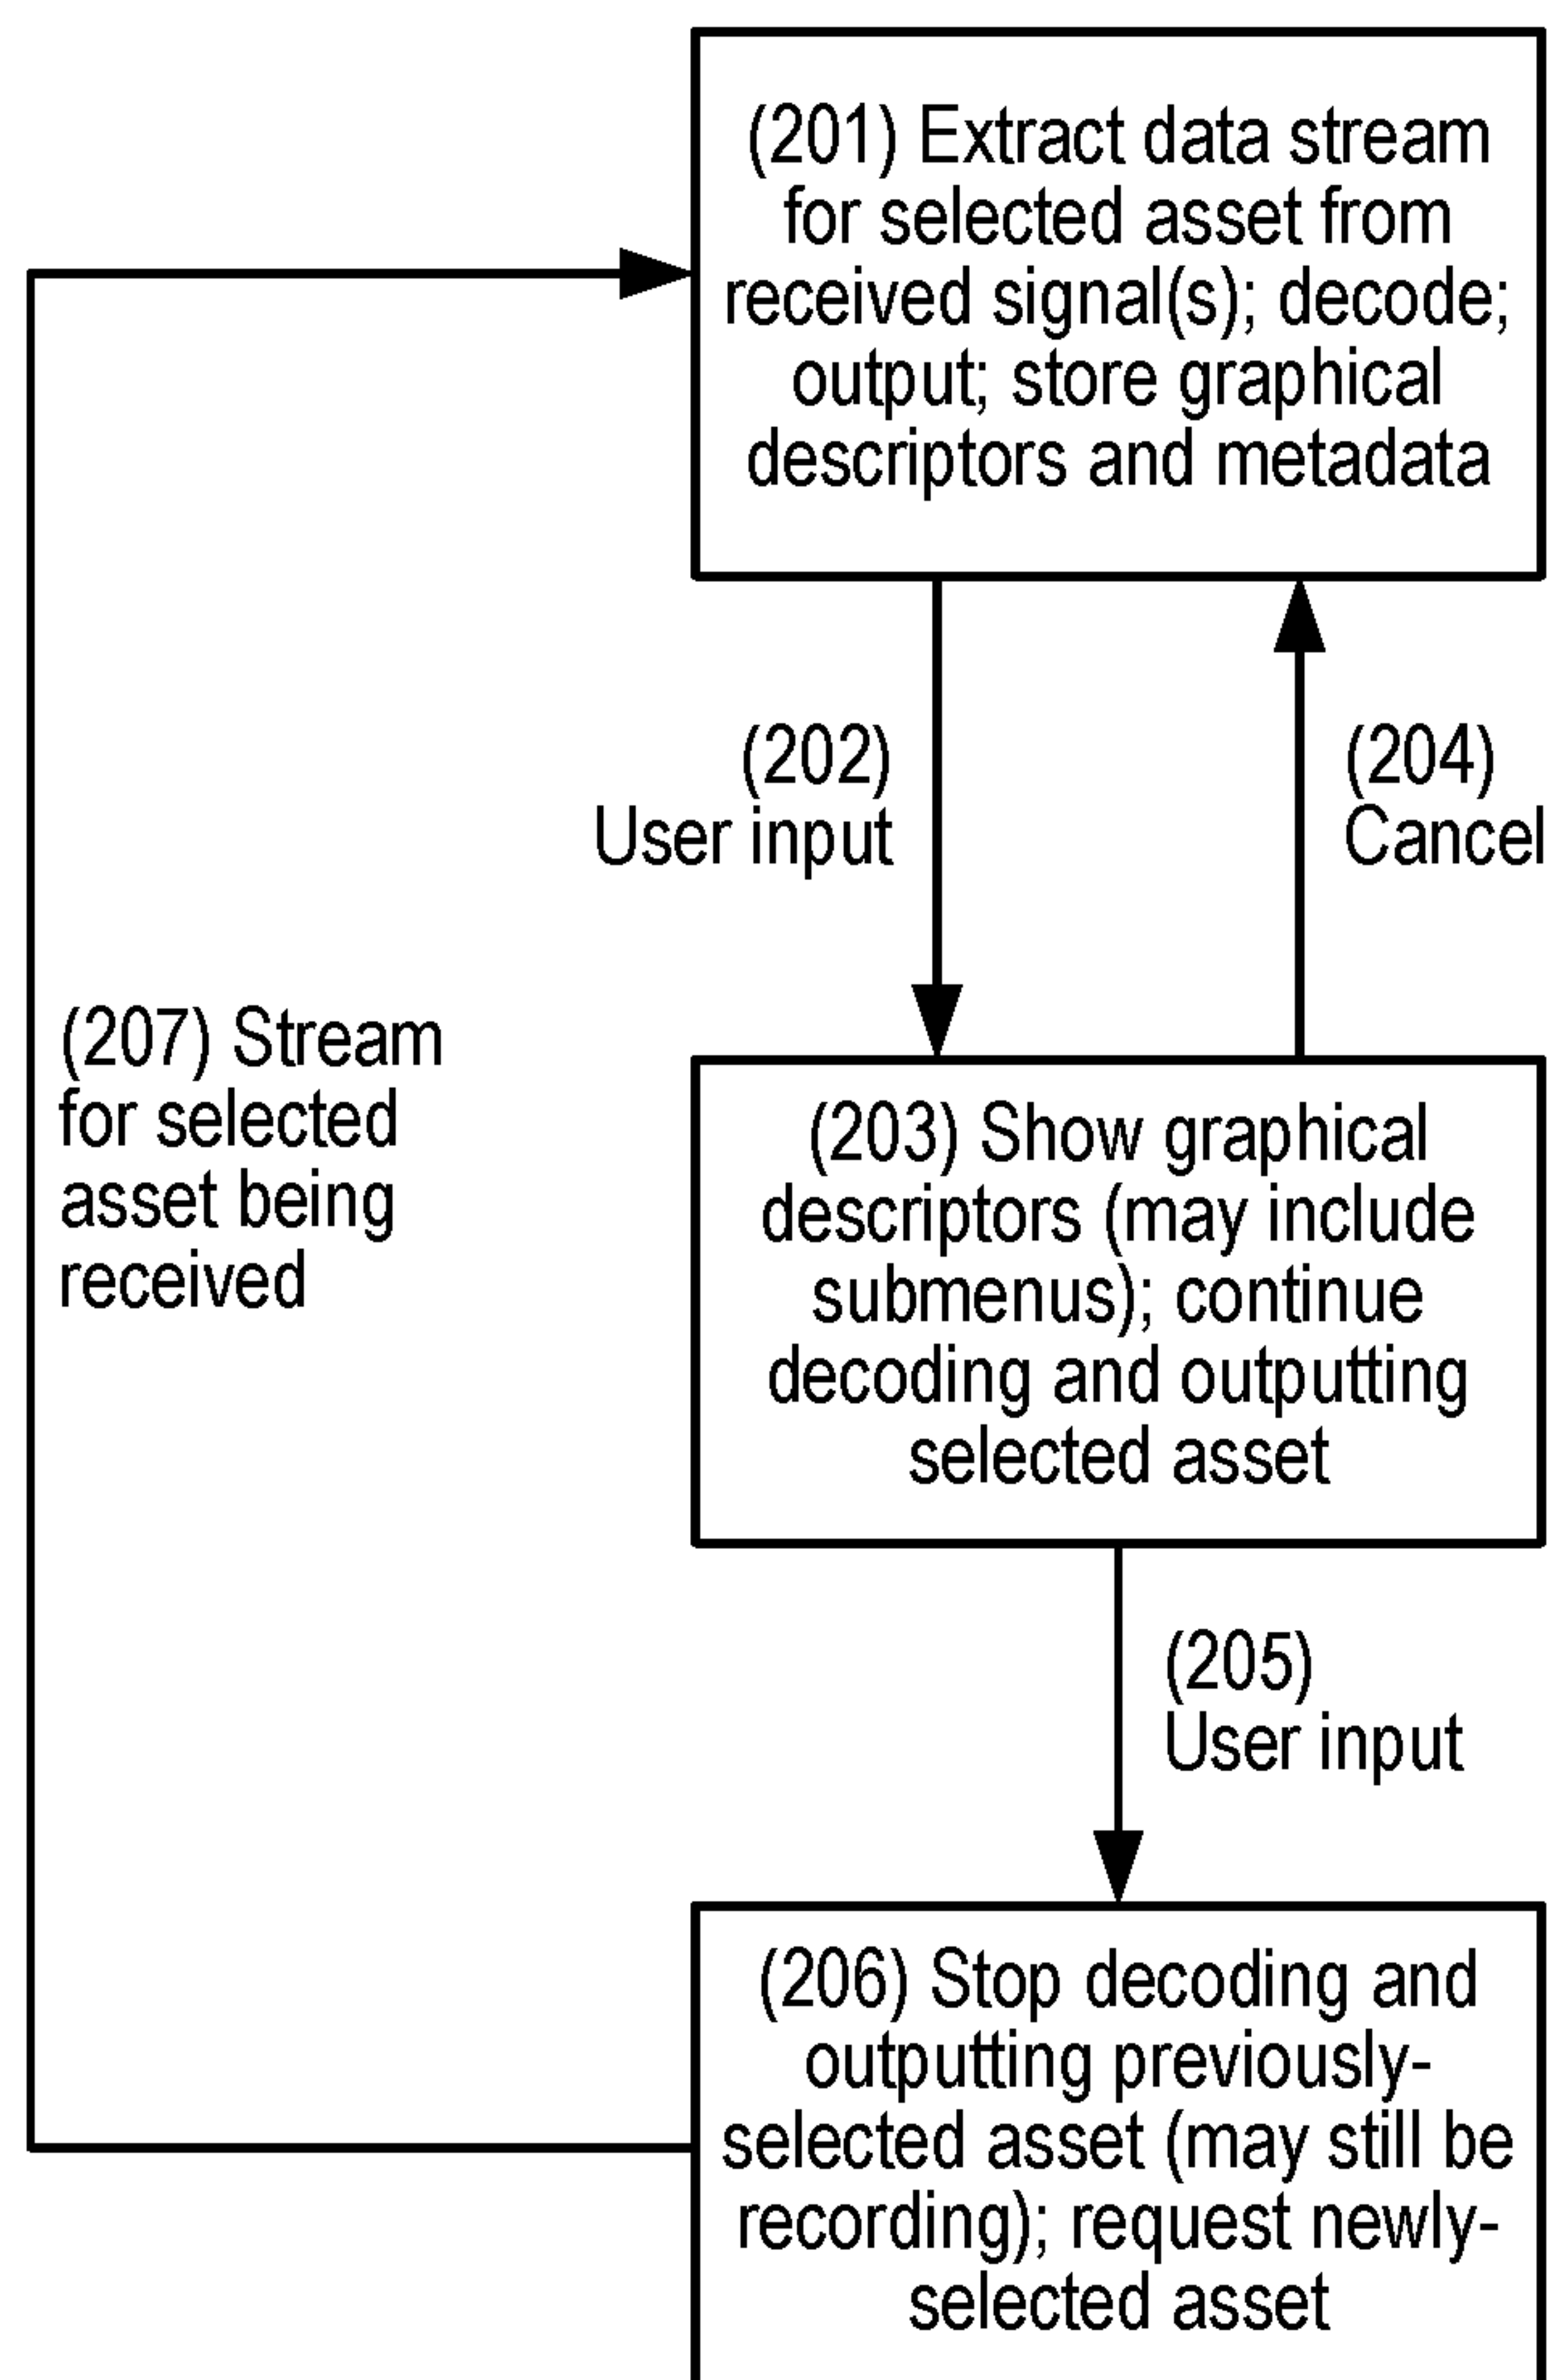 (201) Extract data stream
for selected asset from
received signal(s); decode;
output; store graphical
descriptors and metadata
(202)
User input
(204)
Cancel
(207) Stream
for selected
asset being
received
(203) Show graphical
descriptors (may include
submenus); continue
decoding and outputting
selected asset
(205)
User input
(206) Stop decoding and
outputting previously-
selected asset (may still be
recording); request newly-
selected asset